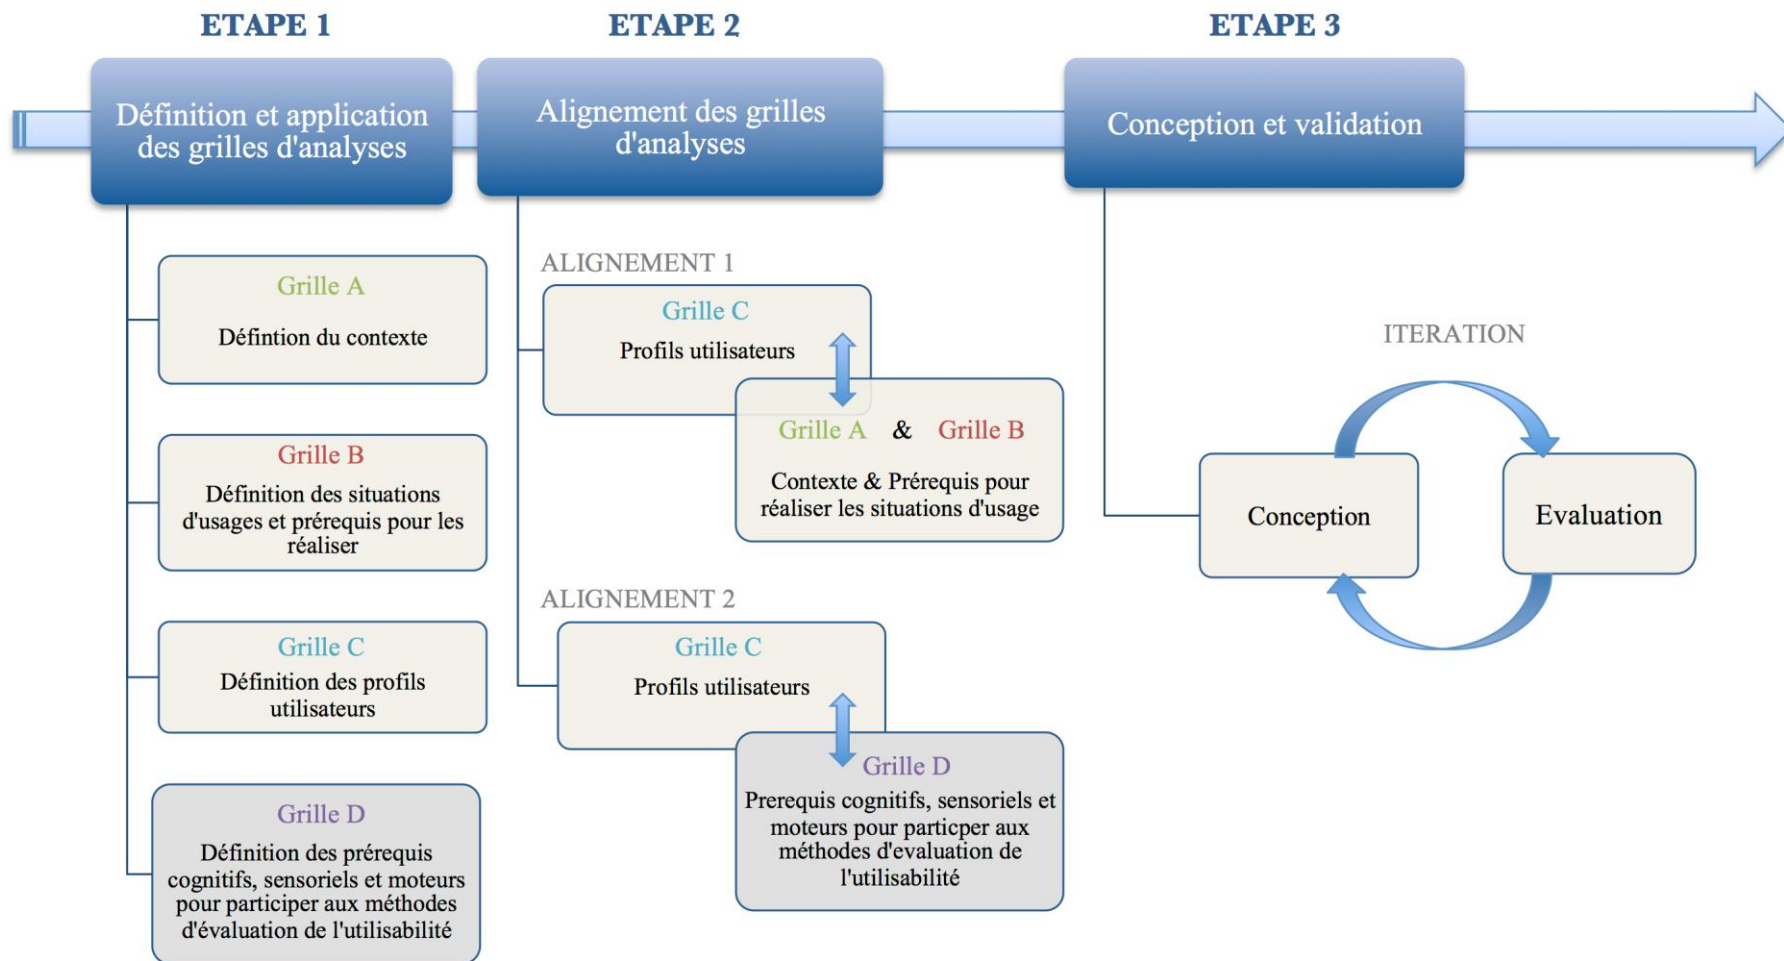 ETAPE 1
Définition et application
des grilles d'analyses
Grille A
Défintion du contexte
Grille B
Définition des situations
d'usages et prérequis pour les
réaliser
Grille C
Définition des profils
utilisateurs
Grille D
Définition des prérequis
cognitifs, sensoriels et moteurs
pour participer aux méthodes
d'évaluation de l'utilisabilité
ETAPE 2
Alignement des grilles
d'analyses
ALIGNEMENT 1
Grille C
Profils utilisateurs
Grille A & Grille B
Contexte & Prérequis pour
réaliser les situations d'usage
ALIGNEMENT 2
Grille C
Profils utilisateurs
Grille D
Prerequis cognitifs, sensoriels et
moteurs pour particper aux
méthodes d'evaluation de
l'utilisabilité
ETAPE 3
Conception et validation
ITERATION
Conception
Evaluation